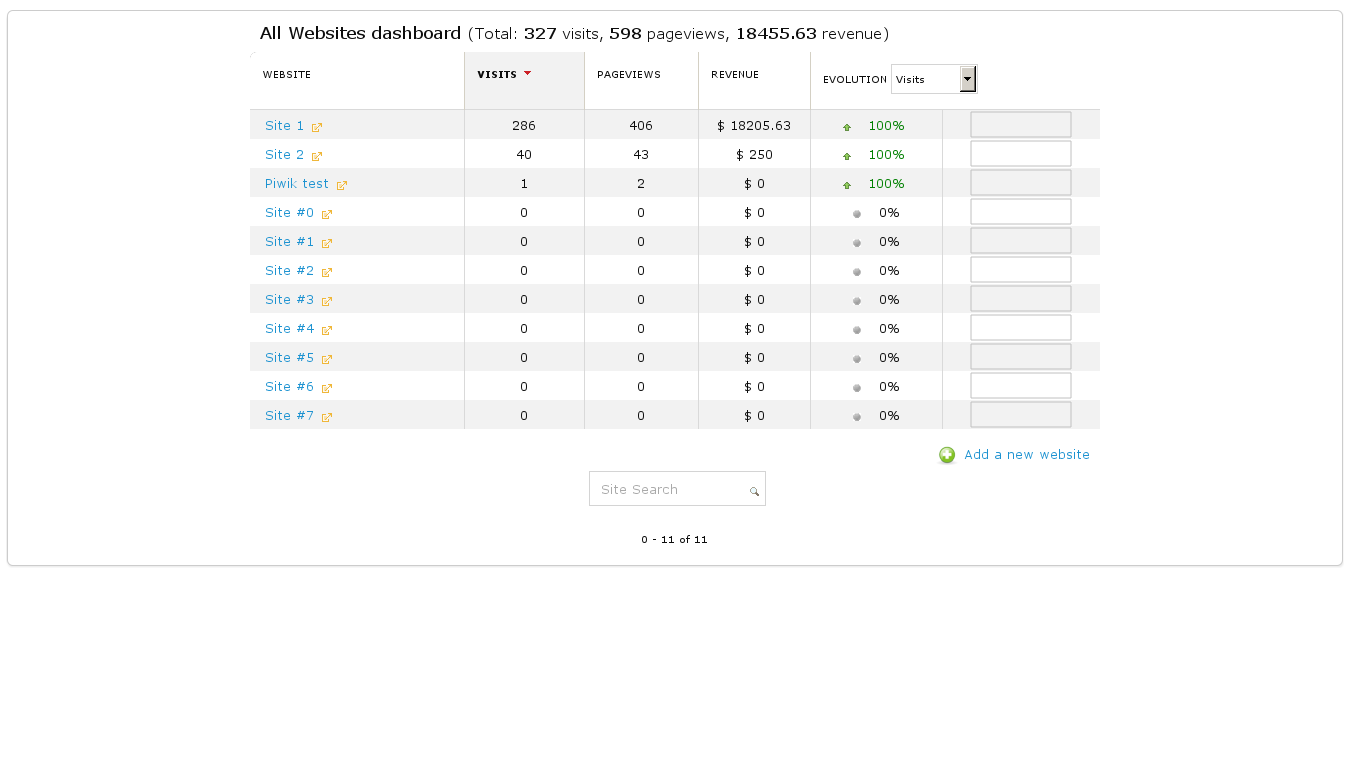 All Websites dashboard (Total: 327 visits, 598 pageviews, 18455.63 revenue)
WEBSITE VISITS PAGEVIEWS REVENUE EVOLUTION Visits
Site 1 286 406 $ 18205.63 100%
Site 2 40 43 $ 250 100%
Piwik test 1 2 $ 0 100%
Site #0 0 0 $ 0 0%
Site #1 0 0 $ 0 0%
Site #2 0 0 $ 0 0%
Site #3 0 0 $ 0 0%
Site #4 0 0 $ 0 0%
Site #5 0 0 $ 0 0%
Site #6 0 0 $ 0 0%
Site #7 0 0 $ 0 0%
Add a new website
Site Search
0 - 11 of 11